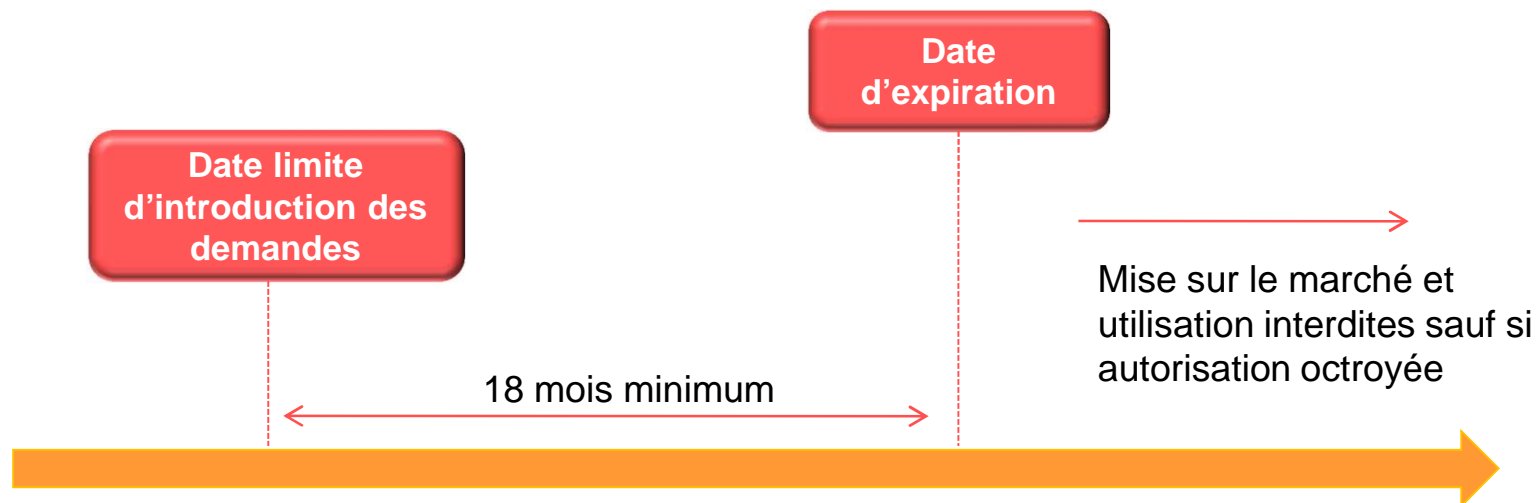 Date
d'expiration
Date limite
d'introduction des
demandes
Mise sur le marché et
utilisation interdites sauf si
autorisation octroyée
18 mois minimum